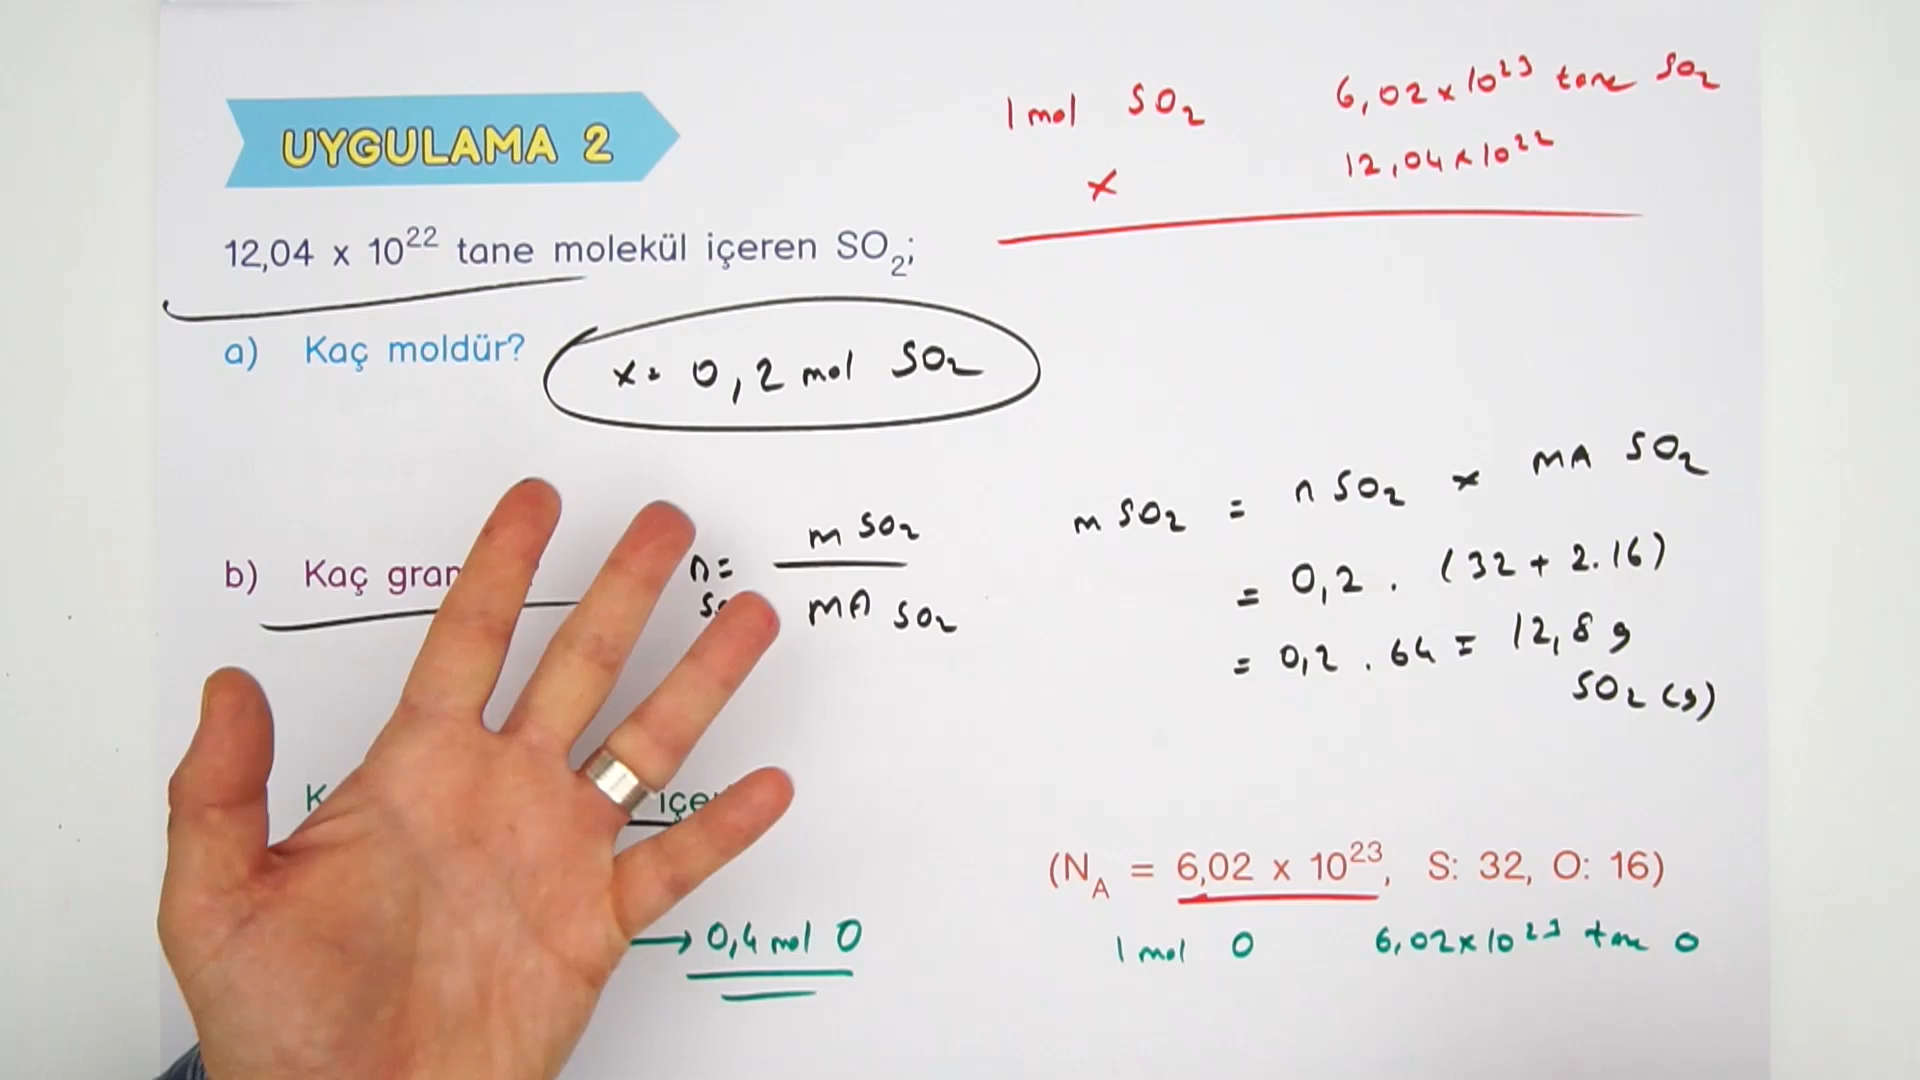 UYGULAMA 2
1 mol SO₂ 6,02 x 10²³ tane SO₂
x 12,04 x 10²²
12,04 x 10²² tane molekül içeren SO₂;
a) Kaç moldür?
x = 0,2 mol SO₂
b) Kaç gram
n = m SO₂
MA SO₂
m SO₂ = n SO₂ x MA SO₂
= 0,2 . (32 + 2.16)
= 0,2 . 64 = 12,8 g
SO₂ (g)
(N_A = 6,02 x 10²³, S: 32, O: 16)
→ 0,4 mol O
1 mol O 6,02 x 10²³ tane O